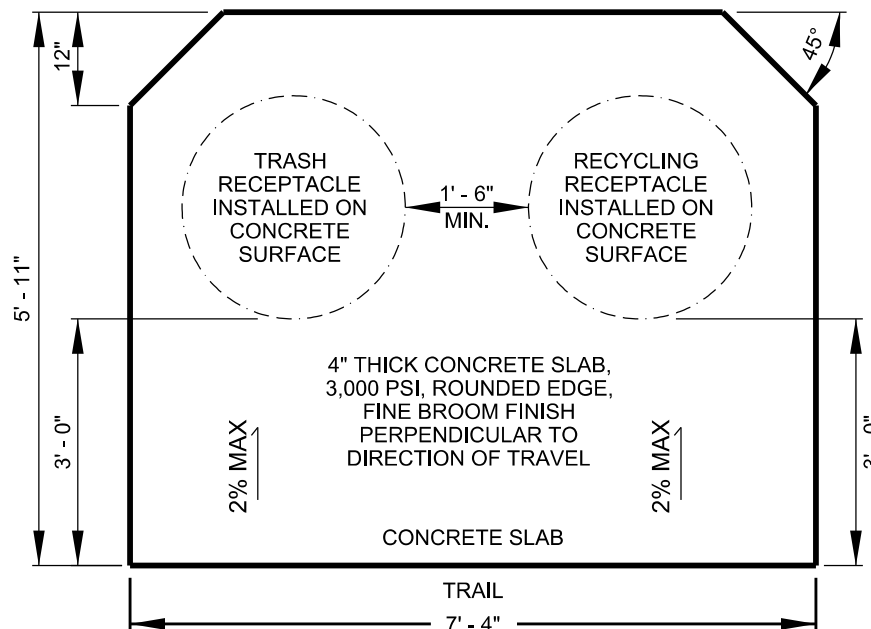 12"
45°
TRASH
RECEPTACLE
INSTALLED ON
CONCRETE
SURFACE
1' - 6"
MIN.
RECYCLING
RECEPTACLE
INSTALLED ON
CONCRETE
SURFACE
5' - 11"
4" THICK CONCRETE SLAB,
3,000 PSI, ROUNDED EDGE,
FINE BROOM FINISH
PERPENDICULAR TO
DIRECTION OF TRAVEL
3' - 0"
2% MAX
2% MAX
3' - 0"
CONCRETE SLAB
TRAIL
7' - 4"